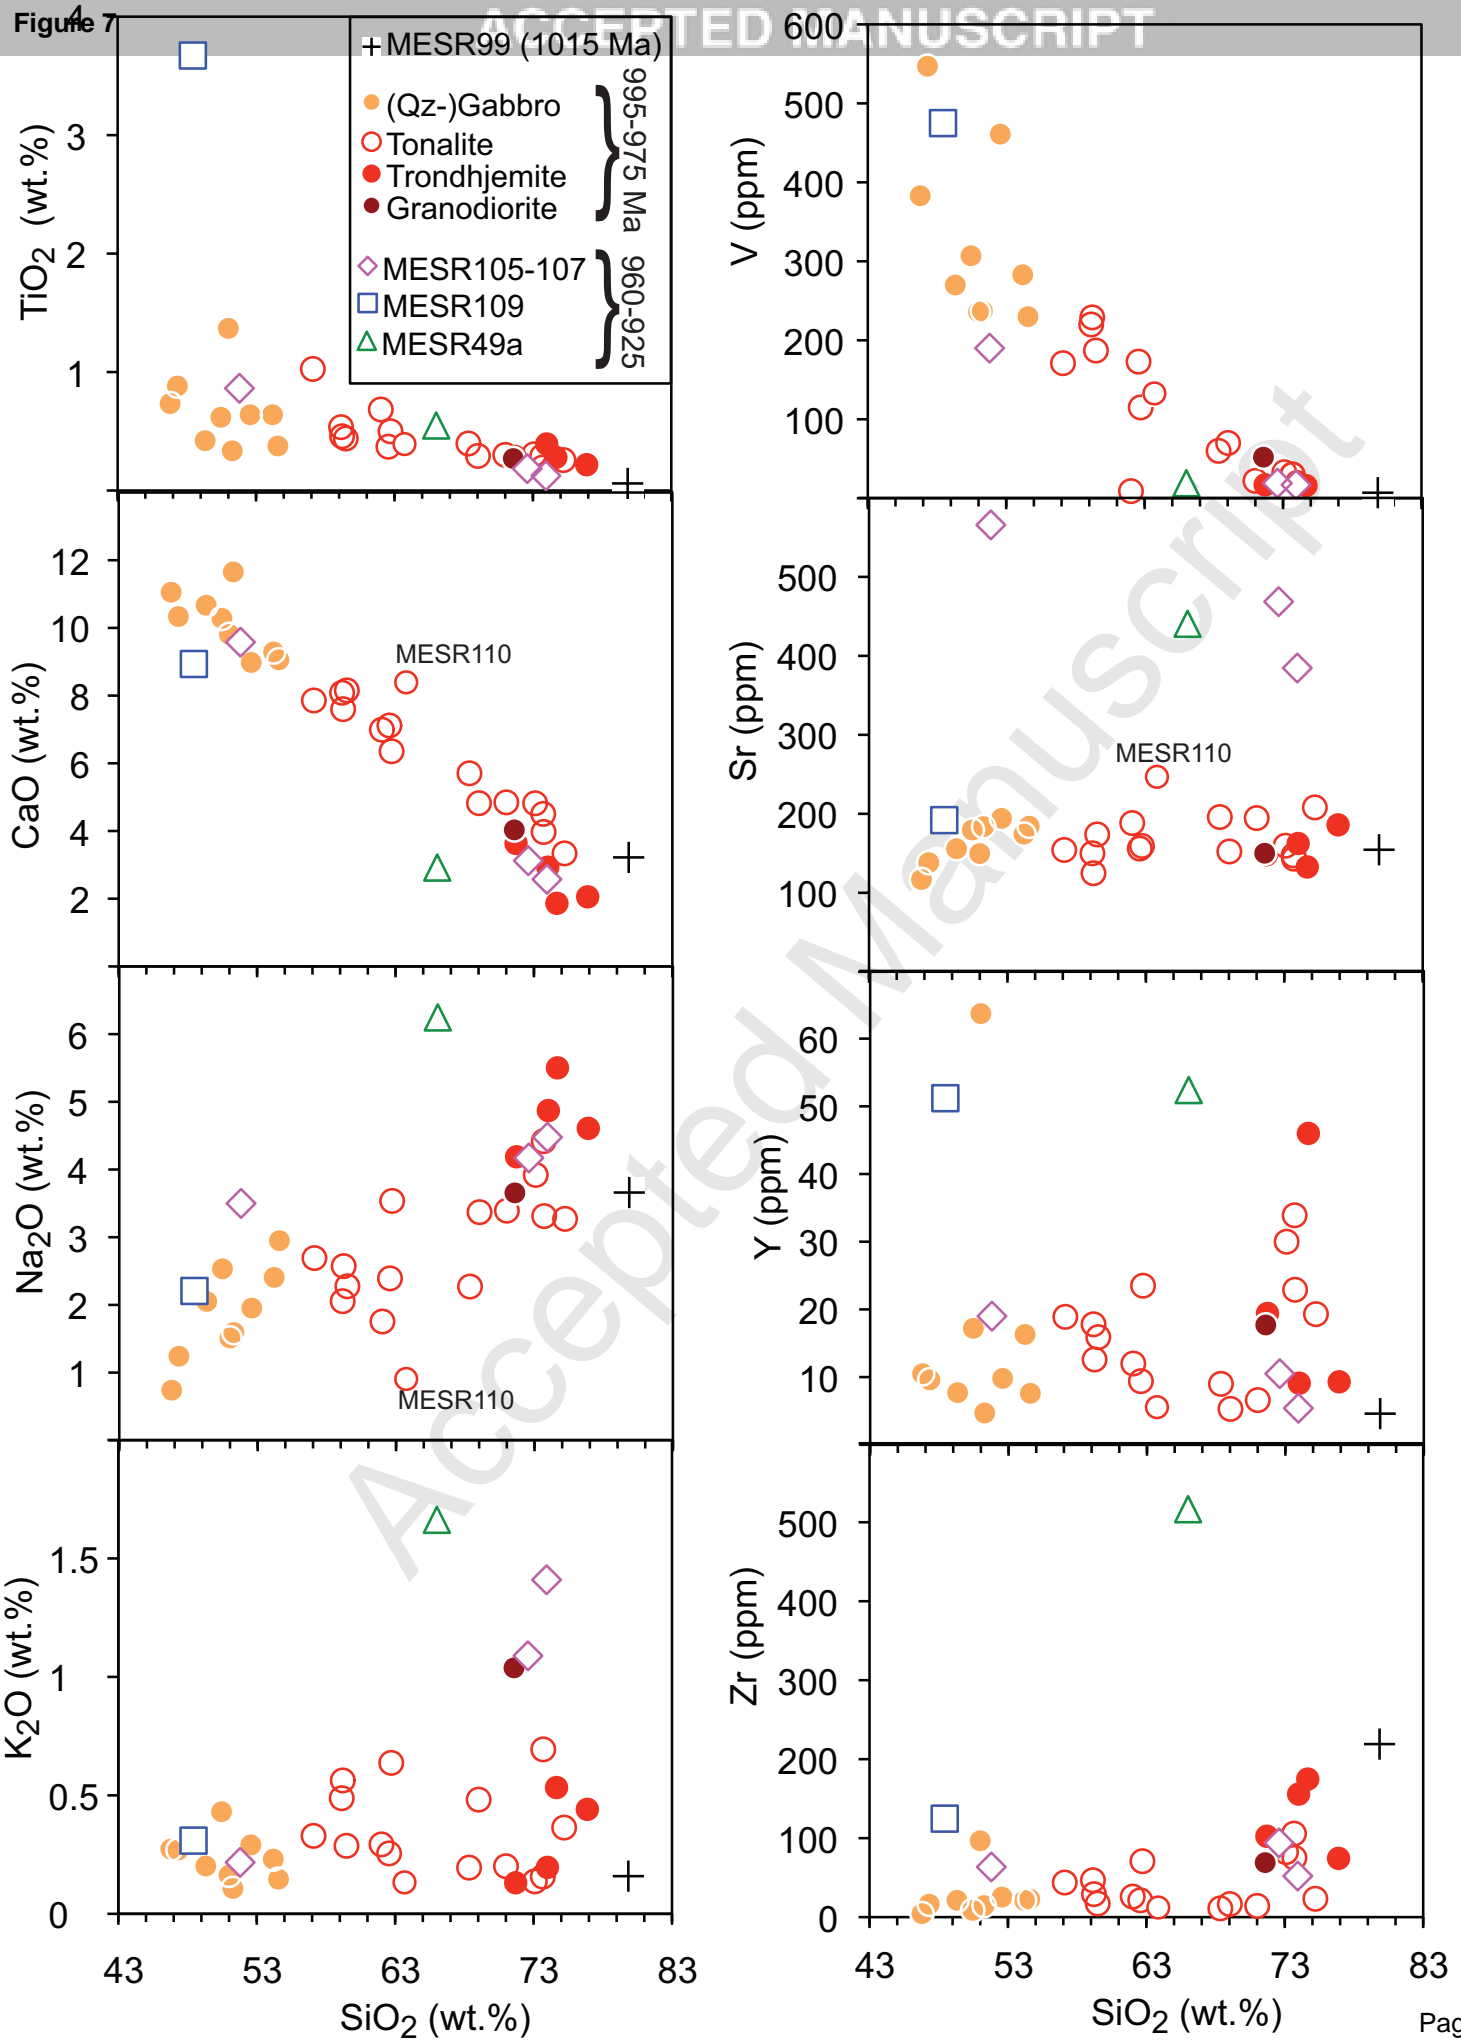 ACCEPTED MANUSCRIPT
Figure 7
MESR99 (1015 Ma)
(Qz-)Gabbro
Tonalite
Trondhjemite
Granodiorite
995-975 Ma
MESR105-107
MESR109
MESR49a
960-925
TiO2 (wt.%)
4
3
2
1
V (ppm)
600
500
400
300
200
100
CaO (wt.%)
12
10
8
6
4
2
MESR110
Sr (ppm)
500
400
300
200
100
MESR110
Na2O (wt.%)
6
5
4
3
2
1
MESR110
Y (ppm)
60
50
40
30
20
10
K2O (wt.%)
1.5
1
0.5
0
43 53 63 73 83
SiO2 (wt.%)
Zr (ppm)
500
400
300
200
100
0
43 53 63 73 83
SiO2 (wt.%)
Accepted Manuscript
Pag